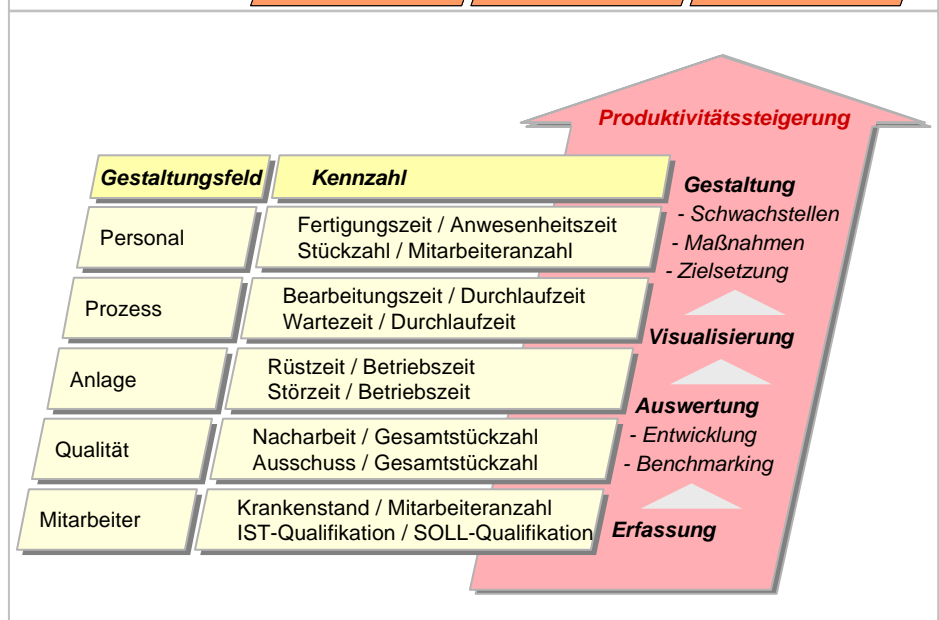 Produktivitätssteigerung
Gestaltungsfeld
Kennzahl
Personal
Fertigungszeit / Anwesenheitszeit
Stückzahl / Mitarbeiteranzahl
Prozess
Bearbeitungszeit / Durchlaufzeit
Wartezeit / Durchlaufzeit
Anlage
Rüstzeit / Betriebszeit
Störzeit / Betriebszeit
Qualität
Nacharbeit / Gesamtstückzahl
Ausschuss / Gesamtstückzahl
Mitarbeiter
Krankenstand / Mitarbeiteranzahl
IST-Qualifikation / SOLL-Qualifikation
Gestaltung
- Schwachstellen
- Maßnahmen
- Zielsetzung
Visualisierung
Auswertung
- Entwicklung
- Benchmarking
Erfassung